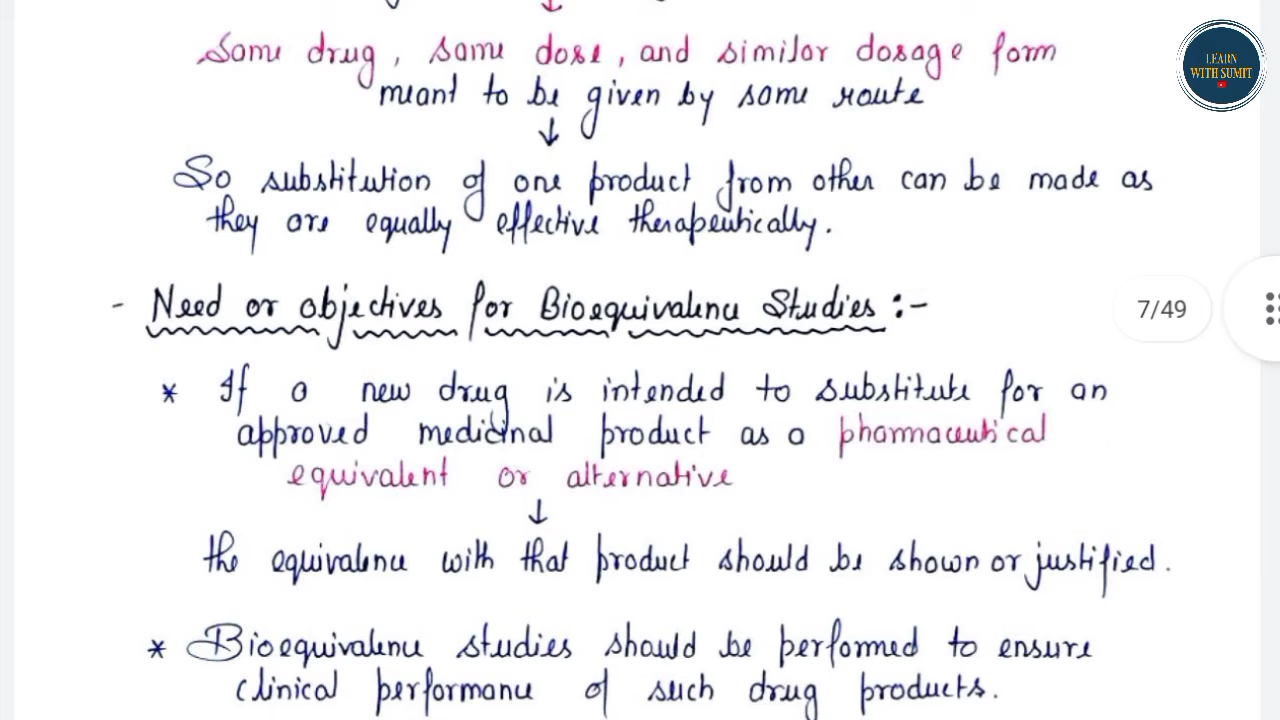 Same drug, same dose, and similar dosage form
meant to be given by same route
So substitution of one product from other can be made as
they are equally effective therapeutically.
- Need or objectives for Bioequivalence Studies :-
* If a new drug is intended to substitute for an
approved medicinal product as a pharmaceutical
equivalent or alternative
the equivalence with that product should be shown or justified.
* Bioequivalence studies should be performed to ensure
clinical performance of such drug products.
LEARN
WITH SUMIT
7/49